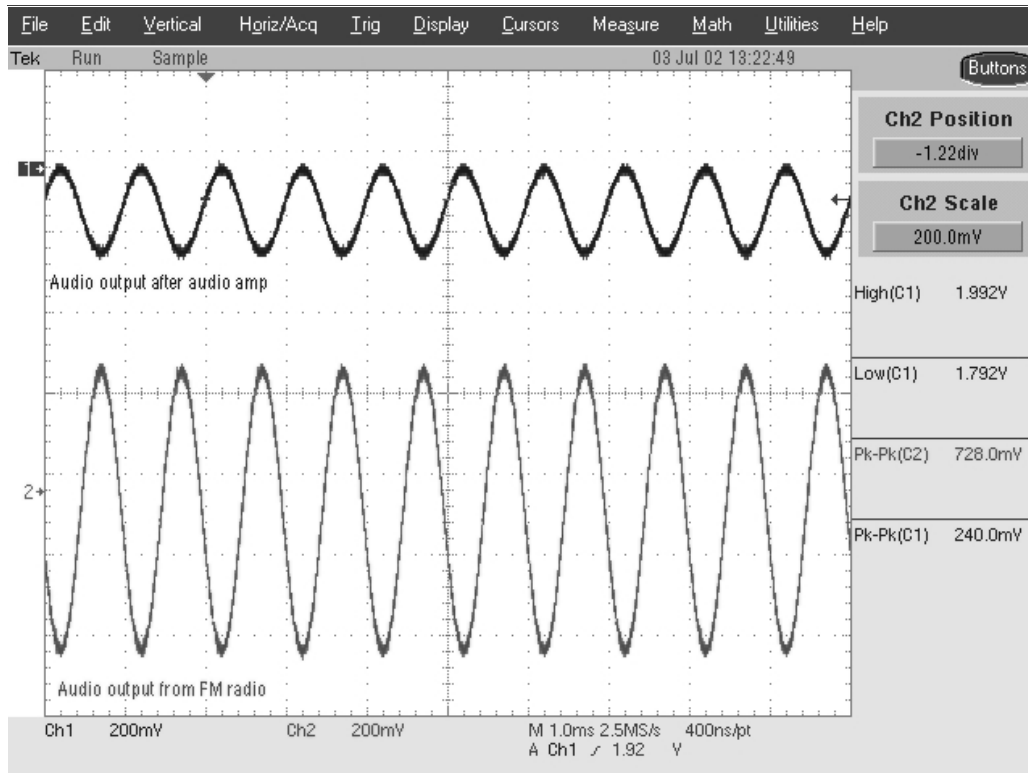 File Edit Vertical Horiz/Acq Trig Display Cursors Measure Math Utilities Help
Tek Run Sample 03 Jul 02 13:22:49
Buttons
Ch2 Position
-1.22div
Ch2 Scale
200.0mV
1
Audio output after audio amp
High(C1) 1.992V
Low(C1) 1.792V
Pk-Pk(C2) 728.0mV
2
Pk-Pk(C1) 240.0mV
Audio output from FM radio
Ch1 200mV Ch2 200mV M 1.0ms 2.5MS/s 400ns/pt
A Ch1 / 1.92 V